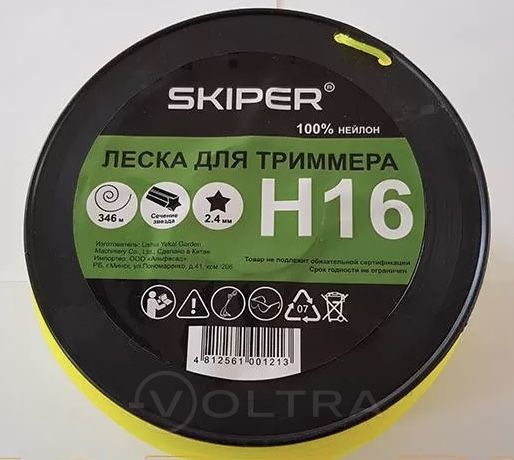 SKIPER®
100% НЕЙЛОН
ЛЕСКА ДЛЯ ТРИММЕРА
346 м
Сечение звезда
2.4 мм
H16
Изготовитель: Lishui Yekai Garden
Machinery Co., Ltd., Сделано в Китае
Импортер: ООО «Альфасад»
РБ, г.Минск, ул.Пономаренко, д.41, ком. 206
Товар не подлежит обязательной сертификации
Срок годности не ограничен
07
4 812561 001213
VOLTRA